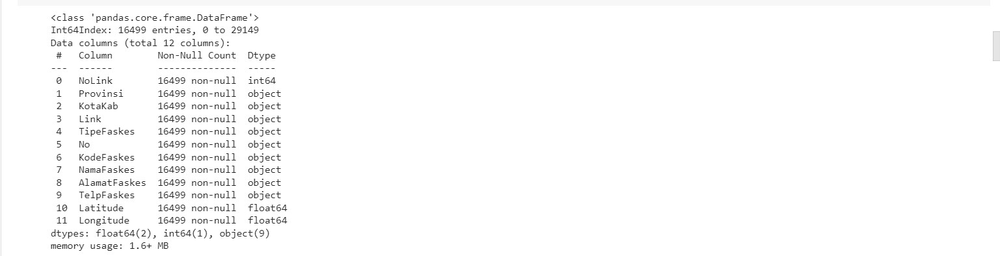 <class 'pandas.core.frame.DataFrame'>
Int64Index: 16499 entries, 0 to 29149
Data columns (total 12 columns):
 #   Column        Non-Null Count  Dtype
---  ------        --------------  -----
 0   NoLink        16499 non-null  int64
 1   Provinsi      16499 non-null  object
 2   KotaKab       16499 non-null  object
 3   Link          16499 non-null  object
 4   TipeFaskes    16499 non-null  object
 5   No            16499 non-null  object
 6   KodeFaskes    16499 non-null  object
 7   NamaFaskes    16499 non-null  object
 8   AlamatFaskes  16499 non-null  object
 9   TelpFaskes    16499 non-null  object
 10  Latitude      16499 non-null  float64
 11  Longitude     16499 non-null  float64
dtypes: float64(2), int64(1), object(9)
memory usage: 1.6+ MB